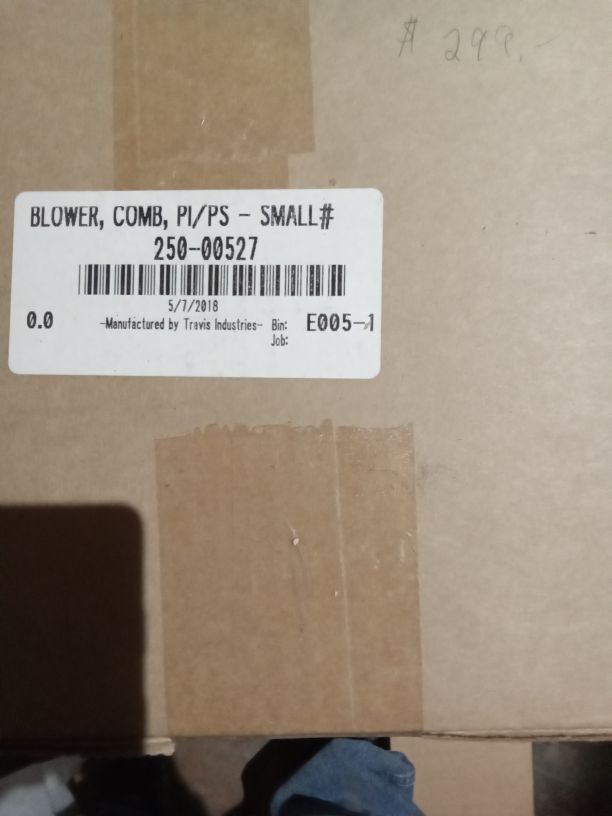 $ 299.-
BLOWER, COMB, PI/PS - SMALL#
250-00527
5/7/2018
0.0 -Manufactured by Travis Industries- Bin: E005-1
Job: